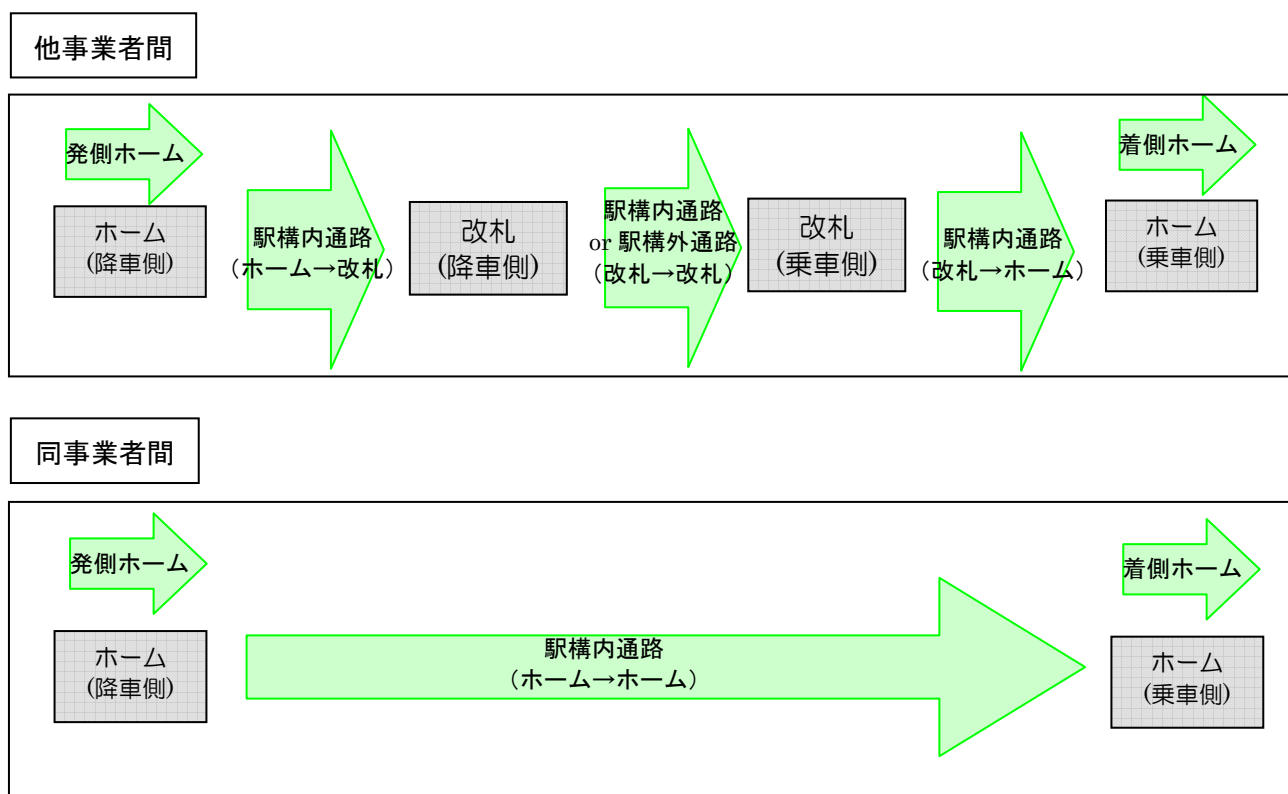 他事業者間
発側ホーム
着側ホーム
ホーム
(降車側)
駅構内通路
（ホーム→改札）
改札
(降車側)
駅構内通路
or 駅構外通路
（改札→改札）
改札
(乗車側)
駅構内通路
（改札→ホーム）
ホーム
(乗車側)
同事業者間
発側ホーム
着側ホーム
ホーム
(降車側)
駅構内通路
（ホーム→ホーム）
ホーム
(乗車側)